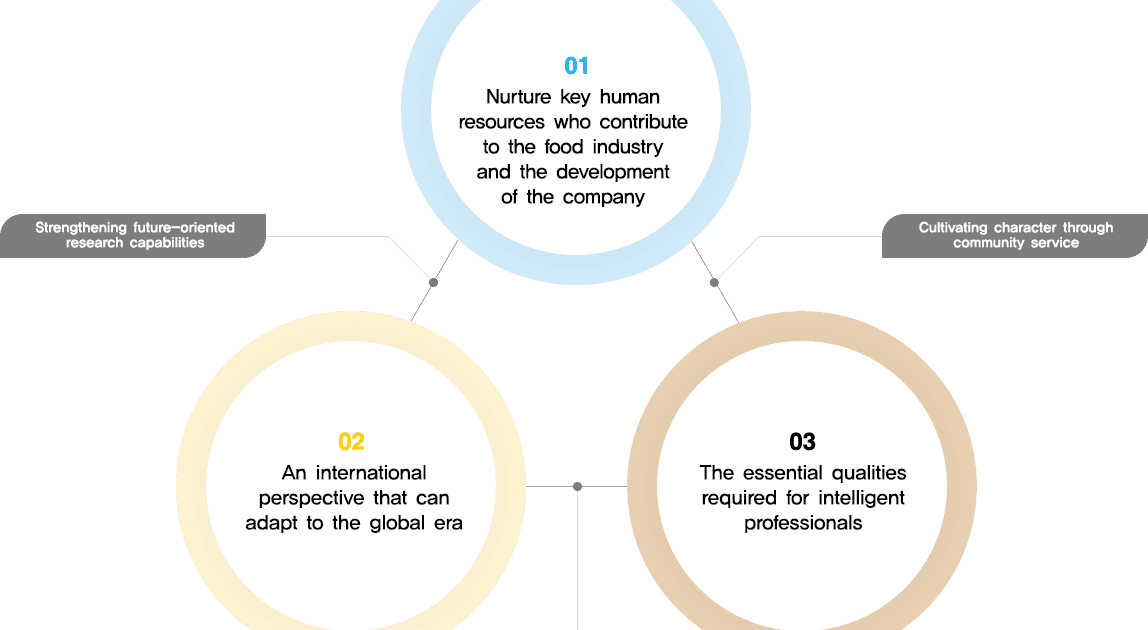 01
Nurture key human
resources who contribute
to the food industry
and the development
of the company
Strengthening future-oriented
research capabilities
Cultivating character through
community service
02
An international
perspective that can
adapt to the global era
03
The essential qualities
required for intelligent
professionals